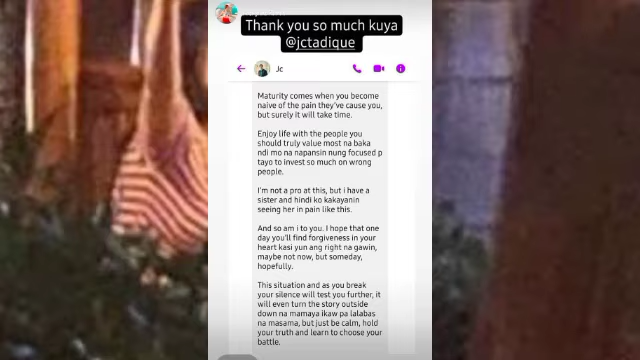 Thank you so much kuya
@jctadique
Jc
Maturity comes when you become
naive of the pain they've cause you,
but surely it will take time.
Enjoy life with the people you
should truly value most na baka
ndi mo na napansin nung focused p
tayo to invest so much on wrong
people.
I'm not a pro at this, but i have a
sister and hindi ko kakayanin
seeing her in pain like this.
And so am i to you. I hope that one
day you'll find forgiveness in your
heart kasi yun ang right na gawin,
maybe not now, but someday,
hopefully.
This situation and as you break
your silence will test you further, it
will even turn the story outside
down na mamaya ikaw pa lalabas
na masama, but just be calm, hold
your truth and learn to choose your
battle.